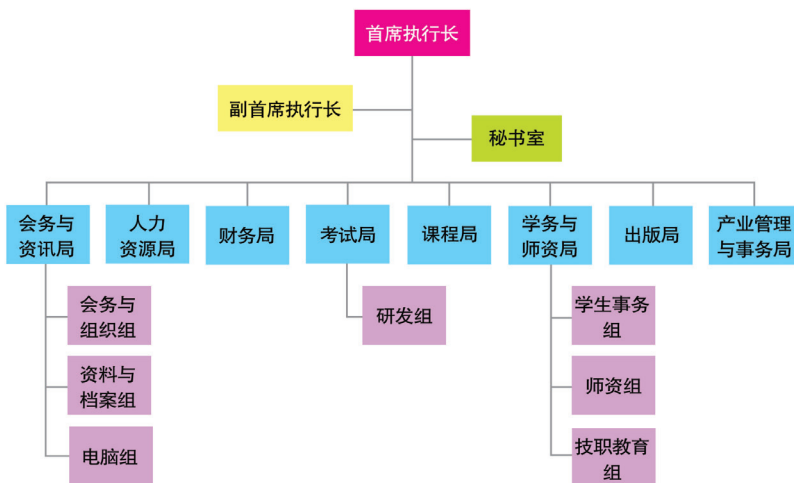 首席执行长
副首席执行长
秘书室
会务与
资讯局
人力
资源局
财务局
考试局
课程局
学务与
师资局
出版局
产业管理
与事务局
会务与
组织组
资料与
档案组
电脑组
研发组
学生事务
组
师资组
技职教育
组